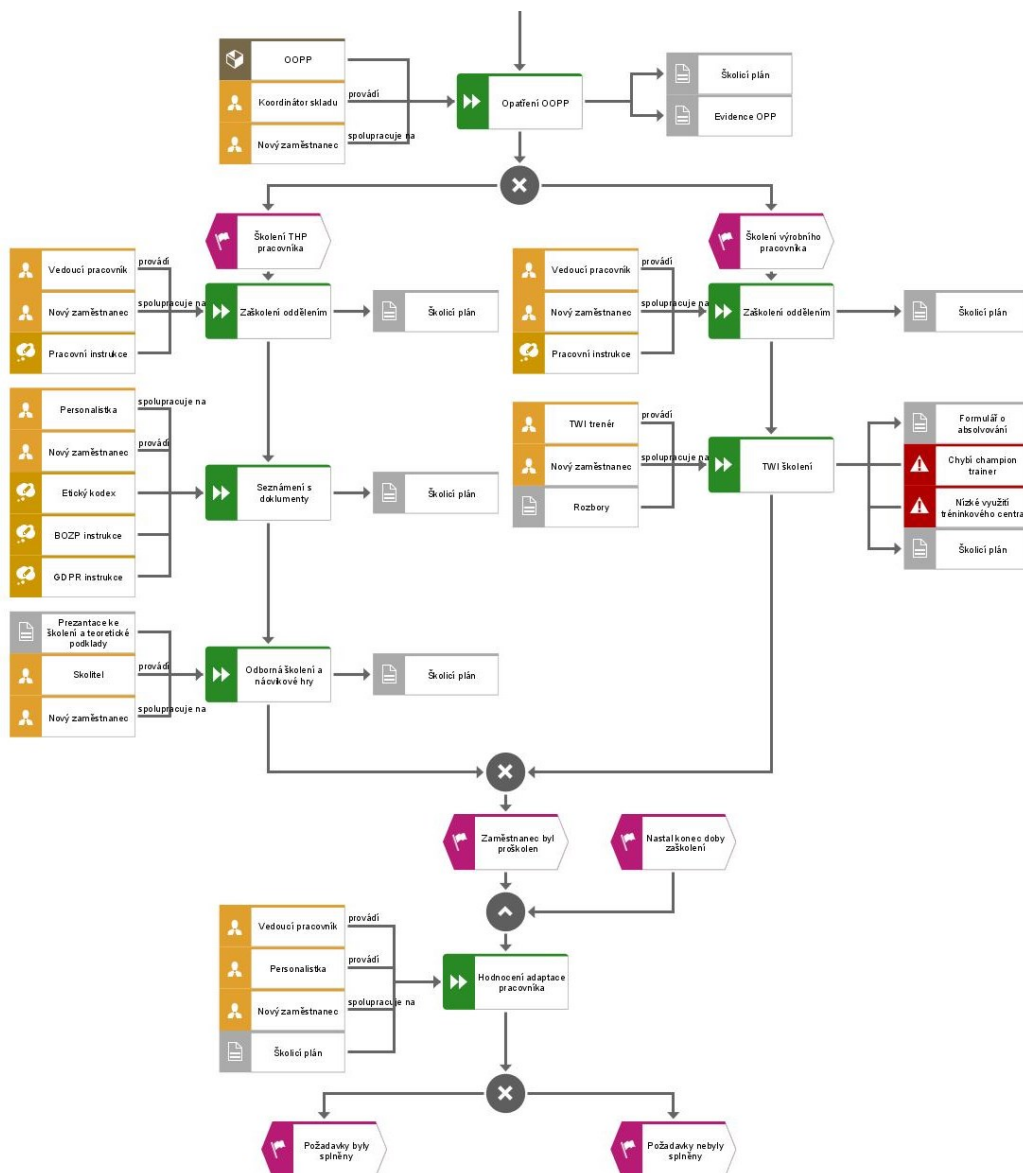 OOPP
Koordinátor skladu
provádí
Nový zaměstnanec
spolupracuje na
Opatření OOPP
Školicí plán
Evidence OPP
Školení THP
pracovníka
Školení výrobního
pracovníka
Vedoucí pracovník
provádí
Nový zaměstnanec
spolupracuje na
Pracovní instrukce
Zaškolení oddělením
Školicí plán
Vedoucí pracovník
provádí
Nový zaměstnanec
spolupracuje na
Pracovní instrukce
Zaškolení oddělením
Školicí plán
Personalistka
spolupracuje na
Nový zaměstnanec
provádí
Etický kodex
BOZP instrukce
GDPR instrukce
Seznámení s
doklumenty
Školicí plán
TWI trenér
provádí
Nový zaměstnanec
spolupracuje na
Rozbory
TWI školení
Formulář o
absolvování
Chybí champion
trainer
Nízké využití
tréninkového centra
Školicí plán
Prezantace ke
školení a teoretické
podklady
Skolitel
provádí
Nový zaměstnanec
spolupracuje na
Odborná školení a
nácvikové hry
Školicí plán
Zaměstnanec byl
proškolen
Nastal konec doby
zaškolení
Vedoucí pracovník
provádí
Personalistka
provádí
Nový zaměstnanec
spolupracuje na
Školicí plán
Hodnocení adaptace
pracovníka
Požadavky byly
splněny
Požadavky nebyly
splněny